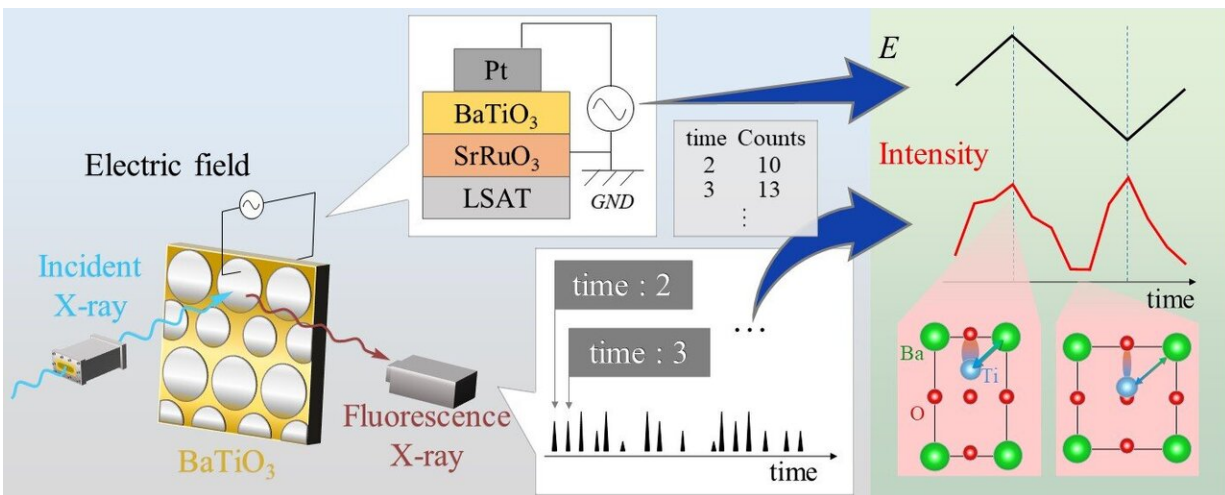 Electric field
Incident
X-ray
BaTiO₃
Fluorescence
X-ray
Pt
BaTiO₃
SrRuO₃
LSAT
GND
time Counts
2 10
3 13
⋮
time : 2
time : 3
...
time
E
Intensity
time
Ba
Ti
O